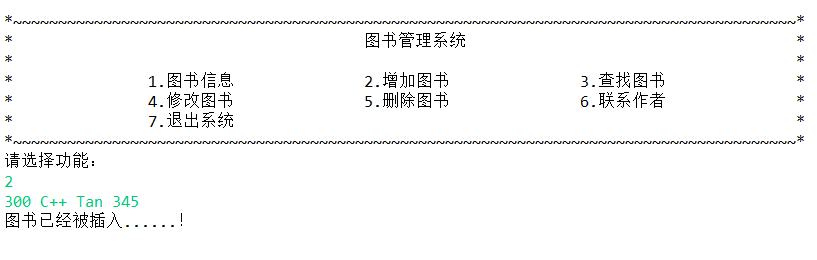 *~~~~~~~~~~~~~~~~~~~~~~~~~~~~~~~~~~~~~~~~~~~~~~~~~~~~~~~~~~~~~~~~~~~~~~~~~~~~~~~~~~~~~~~*
* 图书管理系统 *
* *
* 1.图书信息 2.增加图书 3.查找图书 *
* 4.修改图书 5.删除图书 6.联系作者 *
* 7.退出系统 *
*~~~~~~~~~~~~~~~~~~~~~~~~~~~~~~~~~~~~~~~~~~~~~~~~~~~~~~~~~~~~~~~~~~~~~~~~~~~~~~~~~~~~~~~*
请选择功能：
2
300 C++ Tan 345
图书已经被插入......!